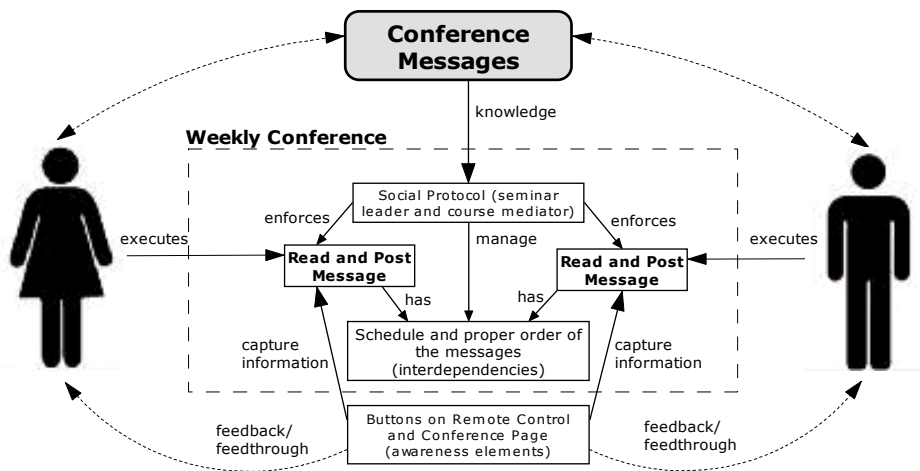 Conference
Messages
knowledge
Weekly Conference
Social Protocol (seminar
leader and course mediator)
enforces
enforces
executes
manage
executes
Read and Post
Message
Read and Post
Message
has
has
Schedule and proper order of
the messages
(interdependencies)
capture
information
capture
information
Buttons on Remote Control
and Conference Page
(awareness elements)
feedback/
feedthrough
feedback/
feedthrough